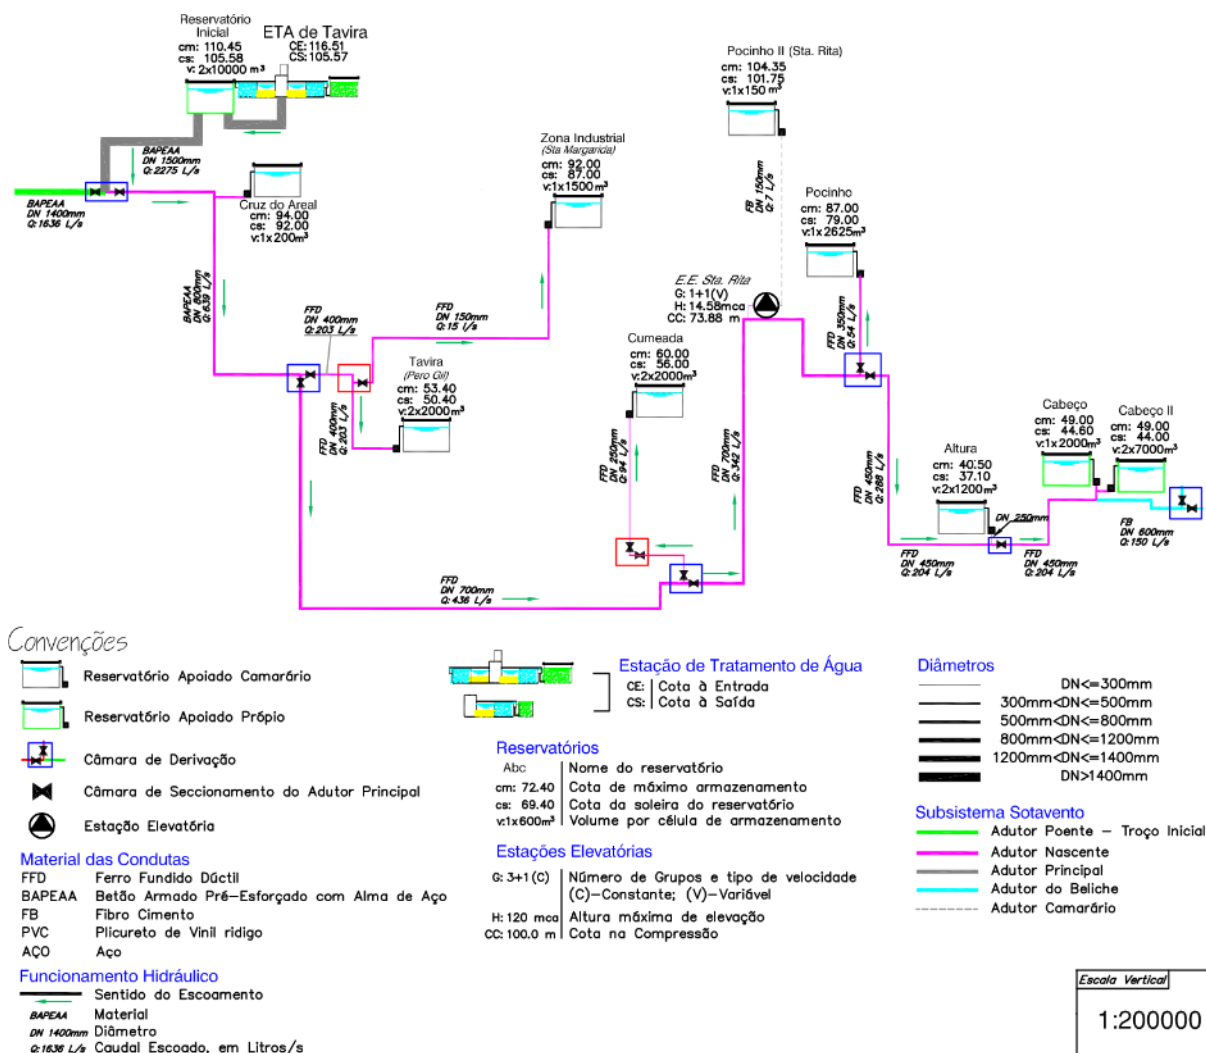 Reservatório
Inicial
cm: 110.45
cs: 105.58
v: 2x10000 m³
ETA de Tavira
CE: 116.51
CS: 105.57
BAPEAA
DN 1500mm
Q: 2275 L/s
BAPEAA
DN 1400mm
Q: 1636 L/s
Cruz do Areal
cm: 94.00
cs: 92.00
v: 1x200m³
BAPEAA
DN 800mm
Q: 639 L/s
Zona Industrial
(Sta Margarida)
cm: 92.00
cs: 87.00
v: 1x1500m³
FFD
DN 400mm
Q: 203 L/s
FFD
DN 150mm
Q: 15 l/s
Tavira
(Pero Gil)
cm: 53.40
cs: 50.40
v: 2x2000m³
FFD
DN 400mm
Q: 203 L/s
Pocinho II (Sta. Rita)
cm: 104.35
cs: 101.75
v: 1x150 m³
FB
DN 150mm
Q: 7 L/s
E.E. Sta. Rita
G: 1+1(V)
H: 14.58mca
CC: 73.88 m
Pocinho
cm: 87.00
cs: 79.00
v: 1x2625m³
FFD
DN 350mm
Q: 54 L/s
Cumeada
cm: 60.00
cs: 56.00
v: 2x2000m³
FFD
DN 250mm
Q: 94 L/s
FFD
DN 700mm
Q: 342 L/s
FFD
DN 700mm
Q: 436 L/s
FFD
DN 450mm
Q: 288 L/s
Altura
cm: 40.50
cs: 37.10
v: 2x1200m³
DN 250mm
Cabeço
cm: 49.00
cs: 44.60
v: 1x2000m³
Cabeço II
cm: 49.00
cs: 44.00
v: 2x7000m³
FFD
DN 450mm
Q: 204 L/s
FFD
DN 450mm
Q: 204 L/s
FB
DN 600mm
Q: 150 L/s
Convenções
Reservatório Apoiado Camarário
Reservatório Apoiado Própio
Câmara de Derivação
Câmara de Seccionamento do Adutor Principal
Estação Elevatória
Material das Condutas
FFD Ferro Fundido Dúctil
BAPEAA Betão Armado Pré-Esforçado com Alma de Aço
FB Fibro Cimento
PVC Plicureto de Vinil ridigo
AÇO Aço
Funcionamento Hidráulico
Sentido do Escoamento
BAPEAA Material
DN 1400mm Diâmetro
Q:1636 L/s Caudal Escoado, em Litros/s
Estação de Tratamento de Água
CE: Cota à Entrada
CS: Cota à Saída
Reservatórios
Abc Nome do reservatório
cm: 72.40 Cota de máximo armazenamento
cs: 69.40 Cota da soleira do reservatório
v:1x600m³ Volume por célula de armazenamento
Estações Elevatórias
G: 3+1(C) Número de Grupos e tipo de velocidade
(C)-Constante; (V)-Variável
H: 120 mca Altura máxima de elevação
CC: 100.0 m Cota na Compressão
Diâmetros
DN<=300mm
300mm<DN<=500mm
500mm<DN<=800mm
800mm<DN<=1200mm
1200mm<DN<=1400mm
DN>1400mm
Subsistema Sotavento
Adutor Poente - Troço Inicial
Adutor Nascente
Adutor Principal
Adutor do Beliche
Adutor Camarário
Escala Vertical
1:200000